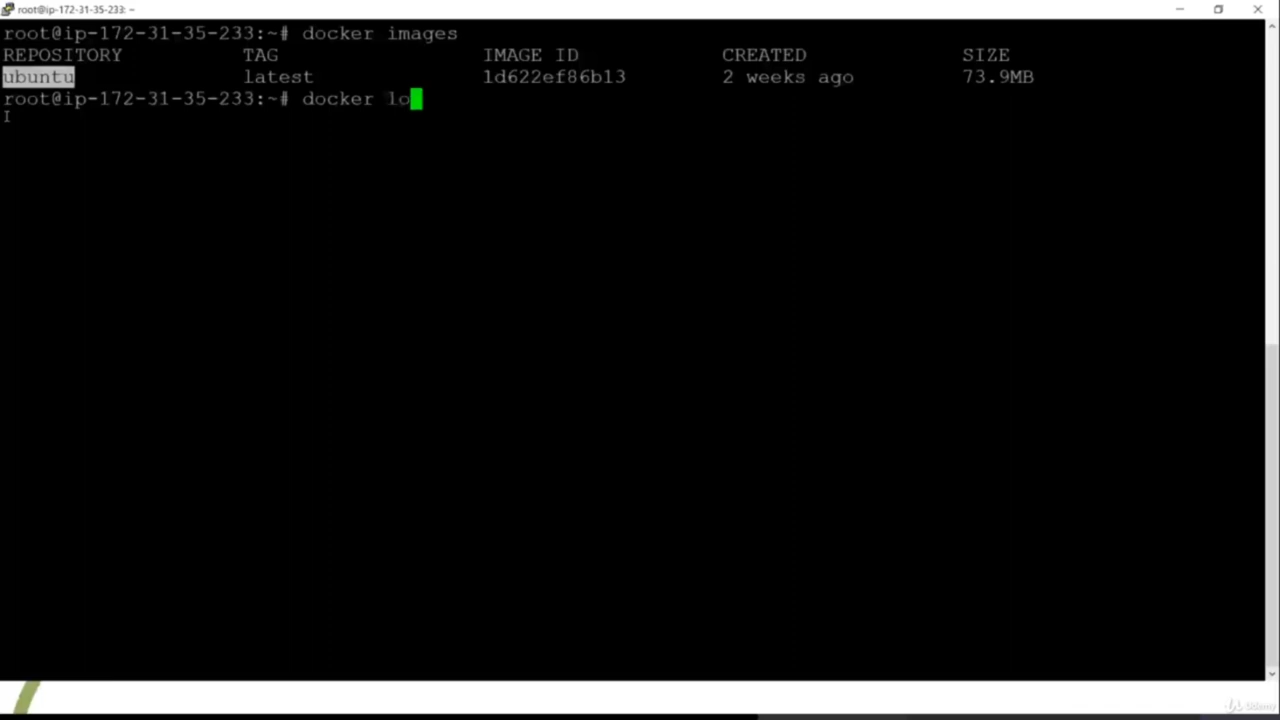 root@ip-172-31-35-233: ~
root@ip-172-31-35-233:~# docker images
REPOSITORY TAG IMAGE ID CREATED SIZE
ubuntu latest 1d622ef86b13 2 weeks ago 73.9MB
root@ip-172-31-35-233:~# docker lo
Udemy